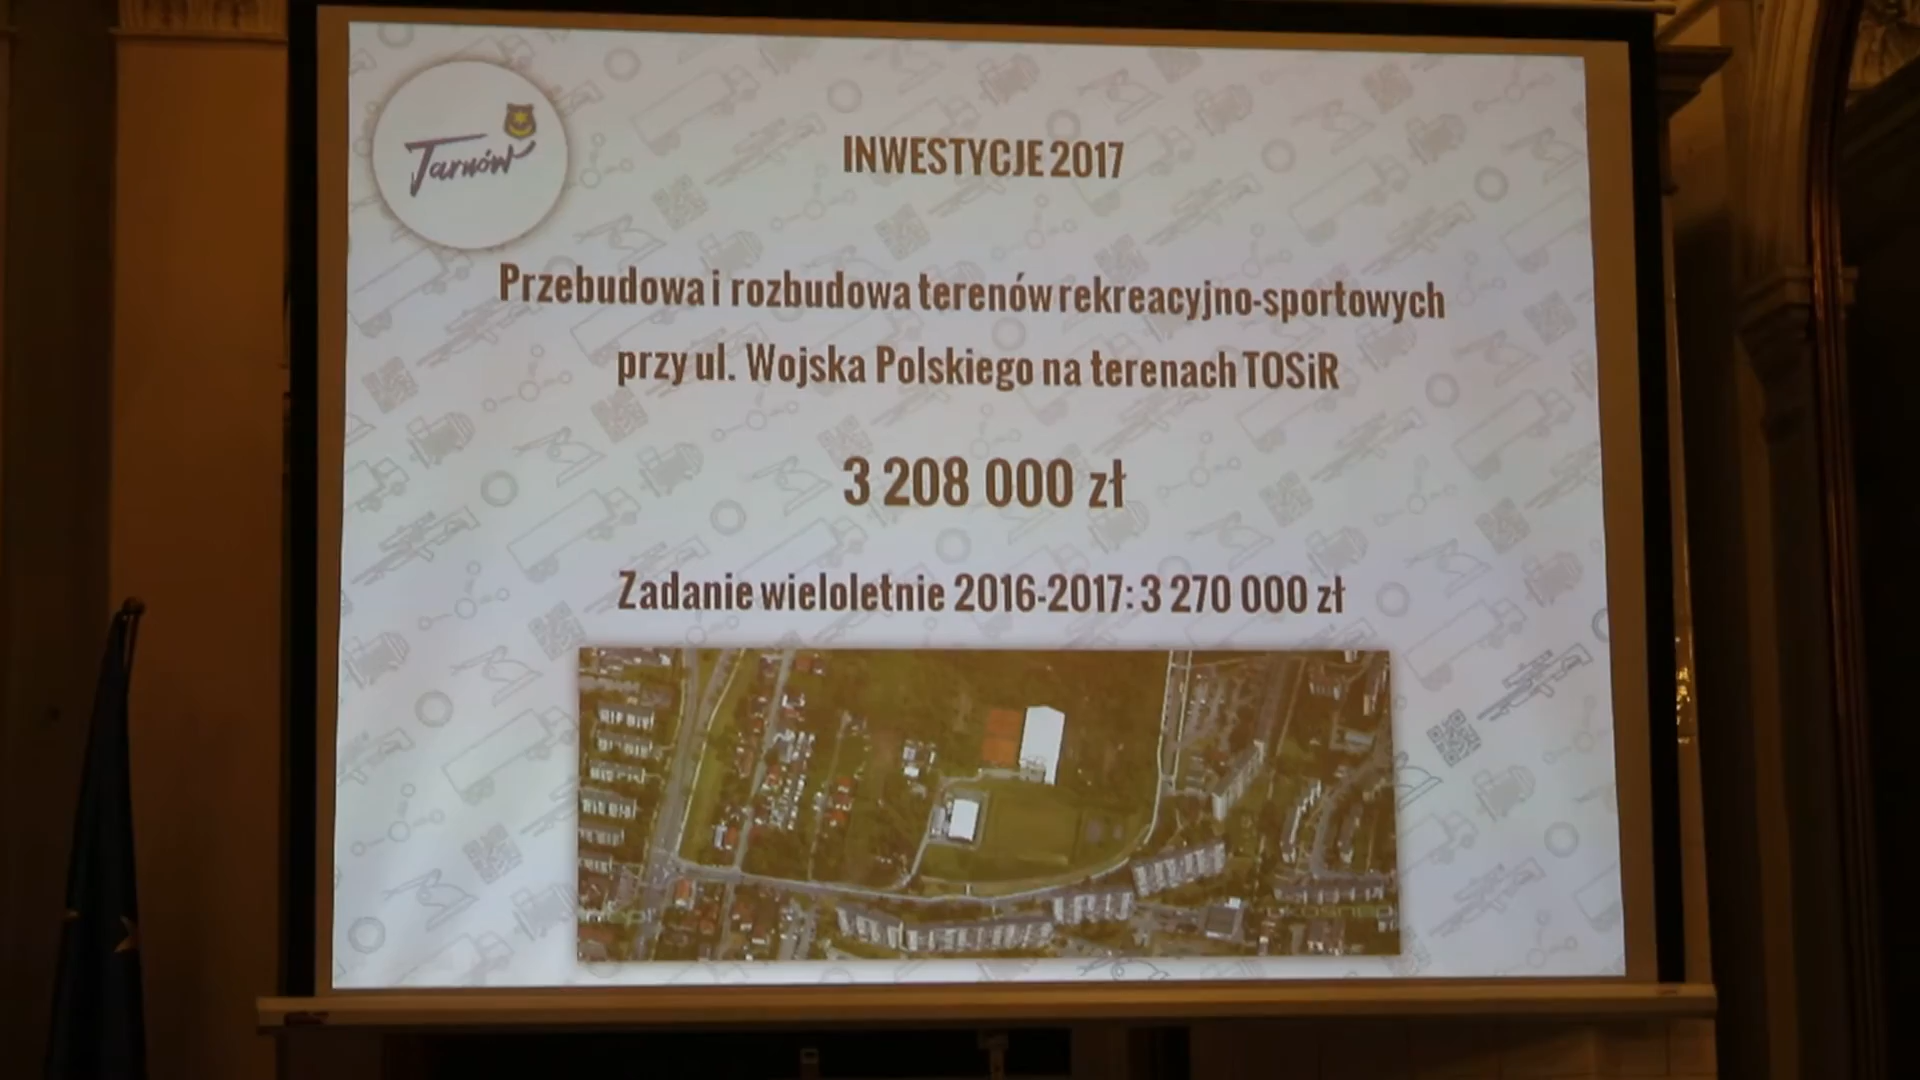 Tarnów
INWESTYCJE 2017
Przebudowa i rozbudowa terenów rekreacyjno-sportowych
przy ul. Wojska Polskiego na terenach TOSiR
3 208 000 zł
Zadanie wieloletnie 2016-2017: 3 270 000 zł